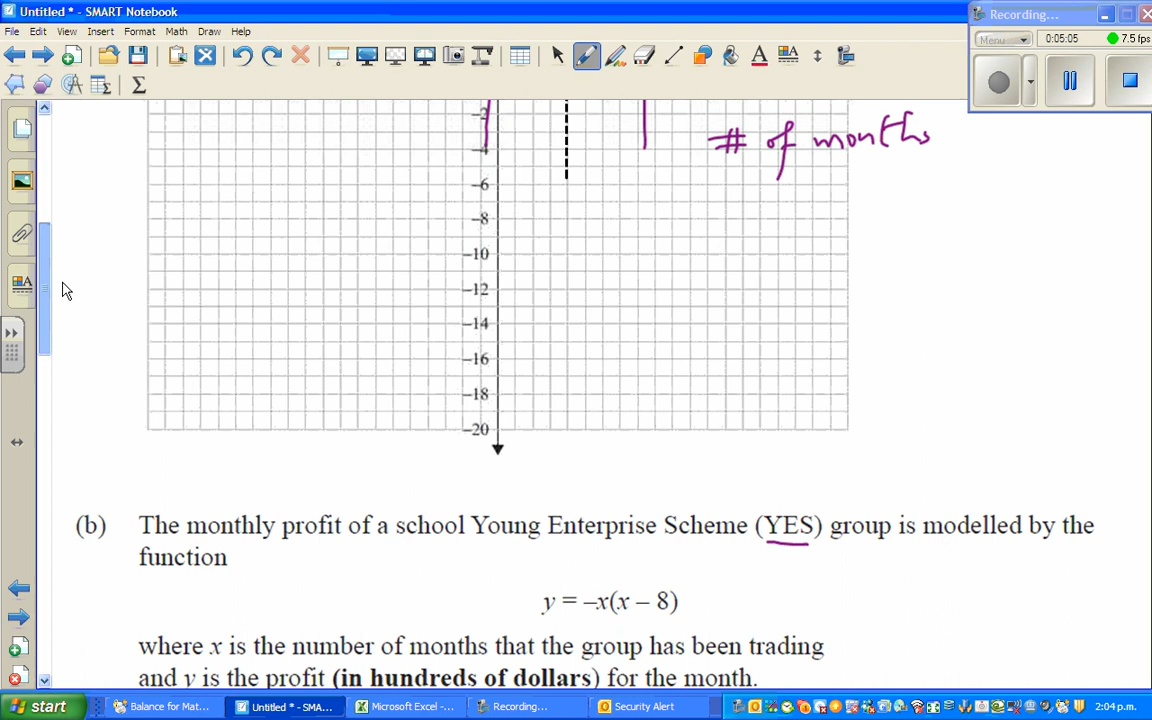 Untitled * - SMART Notebook
Recording...
File Edit View Insert Format Math Draw Help
Menu
0:05:05
7.5 fps
-2
-4
-6
-8
-10
-12
-14
-16
-18
-20
# of months
(b) The monthly profit of a school Young Enterprise Scheme (YES) group is modelled by the
function
y = –x(x – 8)
where x is the number of months that the group has been trading
and y is the profit (in hundreds of dollars) for the month.
start
Balance for Mat...
Untitled * - SMA...
Microsoft Excel -...
Recording...
Security Alert
2:04 p.m.